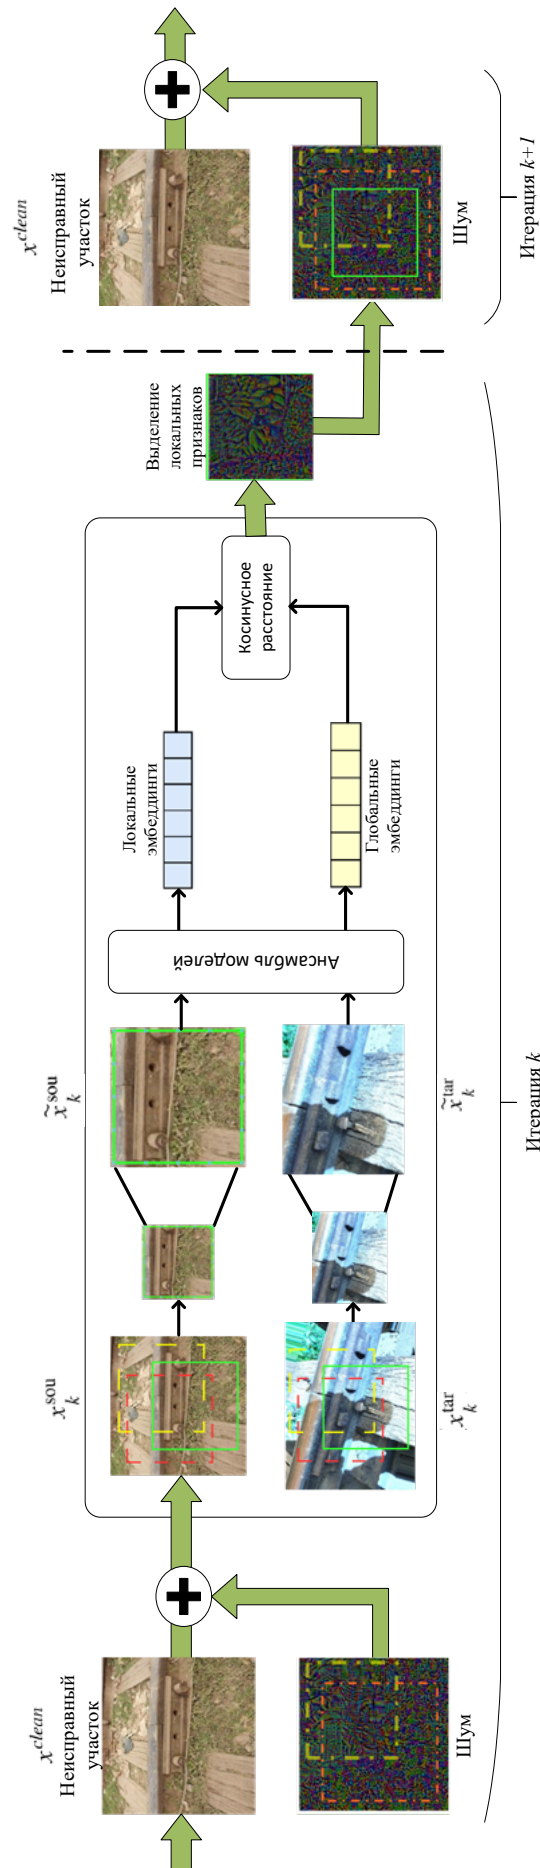 x^clean
Неисправный
участок
Шум
x_k^sou
x_k^tar
x̃_k^sou
x̃_k^tar
Ансамбль моделей
Локальные
эмбеддинги
Глобальные
эмбеддинги
Косинусное
расстояние
Выделение
локальных
признаков
Итерация k
x^clean
Неисправный
участок
Шум
Итерация k+1